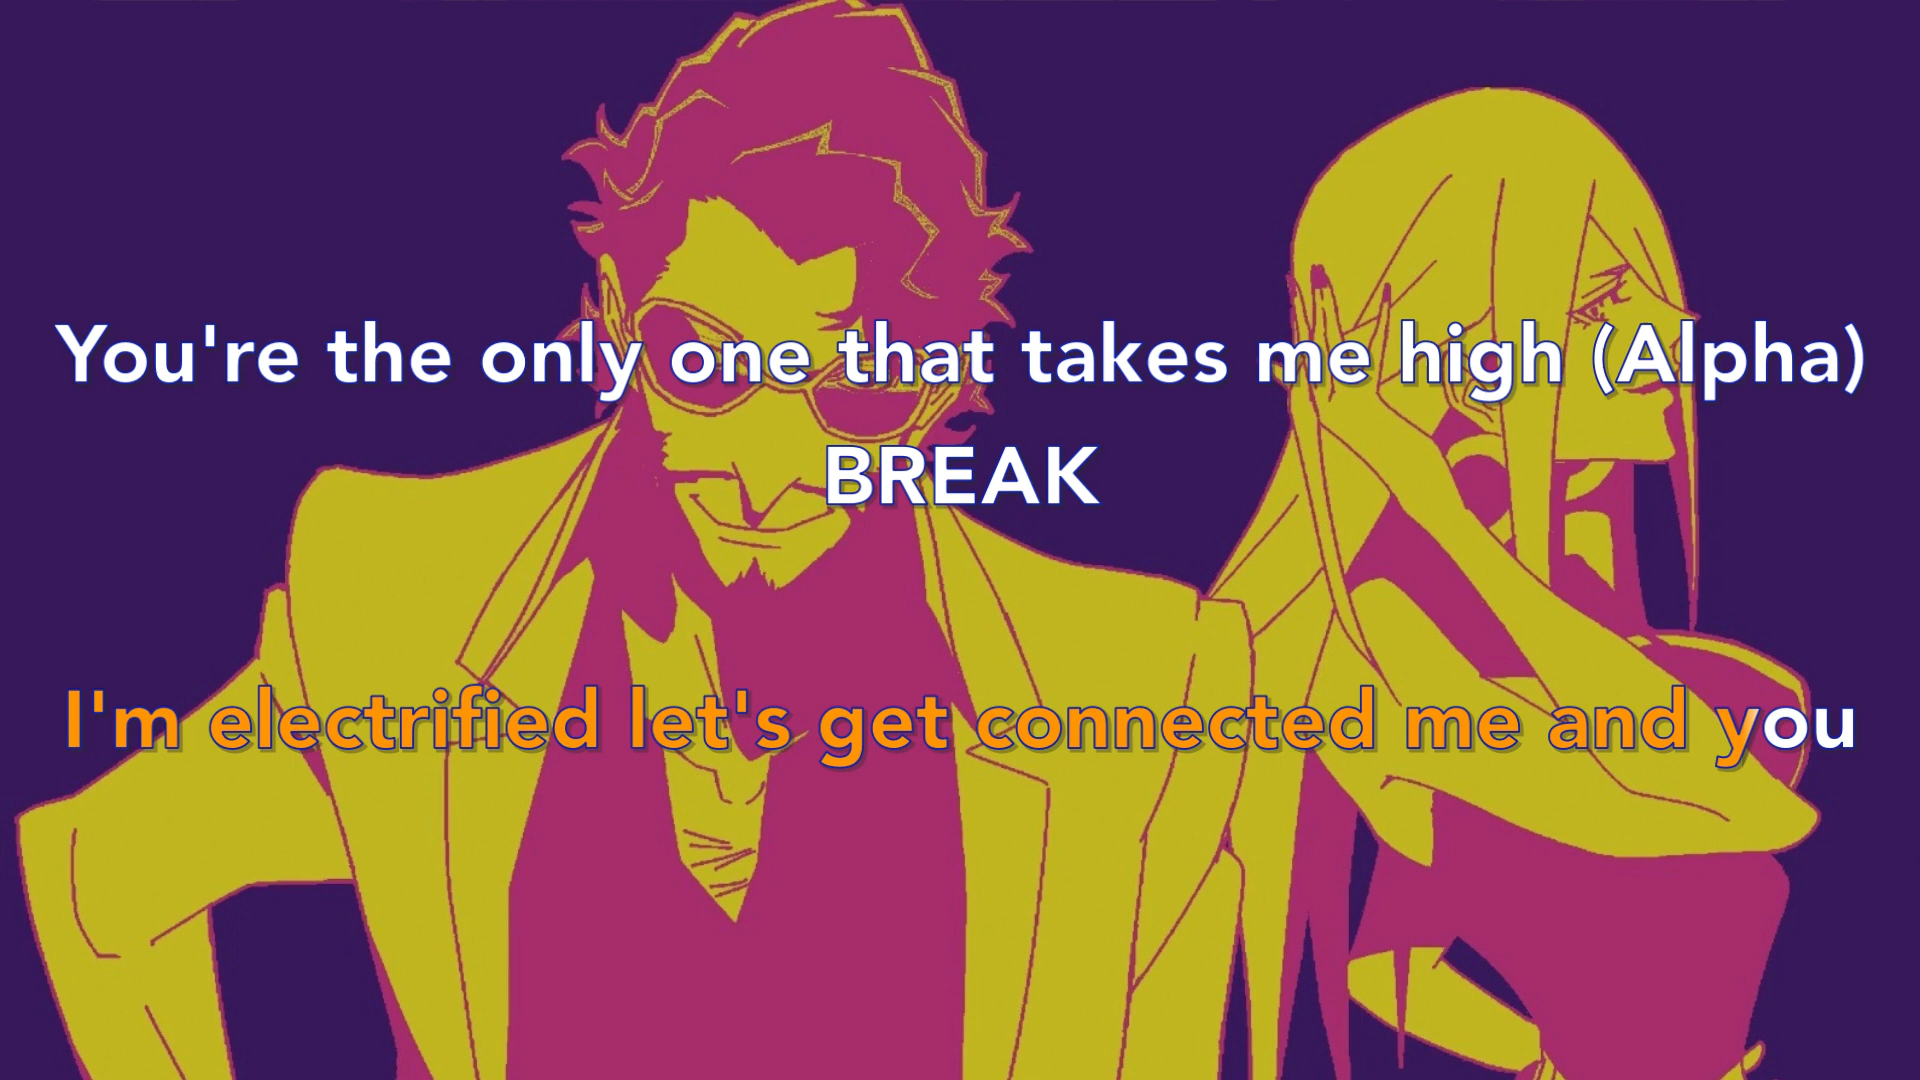 You're the only one that takes me high (Alpha)
BREAK
I'm electrified let's get connected me and you